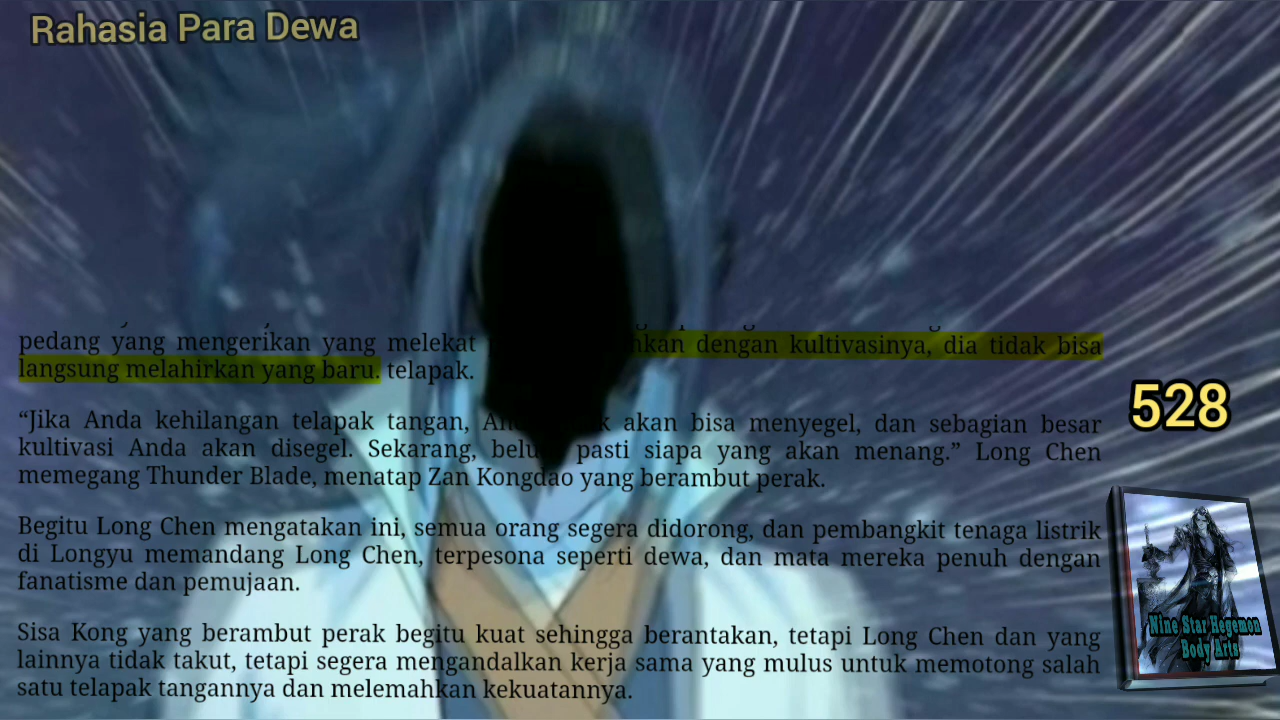 Rahasia Para Dewa
pedang yang mengerikan yang melekat nkan dengan kultivasinya, dia tidak bisa
langsung melahirkan yang baru. telapak.
“Jika Anda kehilangan telapak tangan, akan bisa menyegel, dan sebagian besar
kultivasi Anda akan disegel. Sekarang, pasti siapa yang akan menang.” Long Chen
memegang Thunder Blade, menatap Zan Kongdao yang berambut perak.
528
Begitu Long Chen mengatakan ini, semua orang segera didorong, dan pembangkit tenaga listrik
di Longyu memandang Long Chen, terpesona seperti dewa, dan mata mereka penuh dengan
fanatisme dan pemujaan.
Sisa Kong yang berambut perak begitu kuat sehingga berantakan, tetapi Long Chen dan yang
lainnya tidak takut, tetapi segera mengandalkan kerja sama yang mulus untuk memotong salah
satu telapak tangannya dan melemahkan kekuatannya.
Nine Star Hegemon
Body Arts